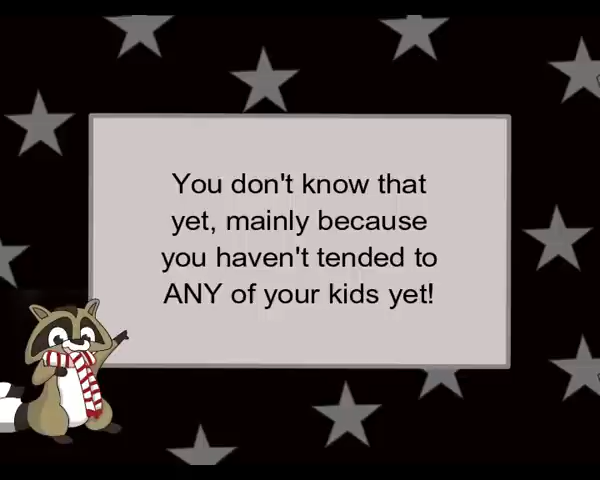 You don't know that
yet, mainly because
you haven't tended to
ANY of your kids yet!